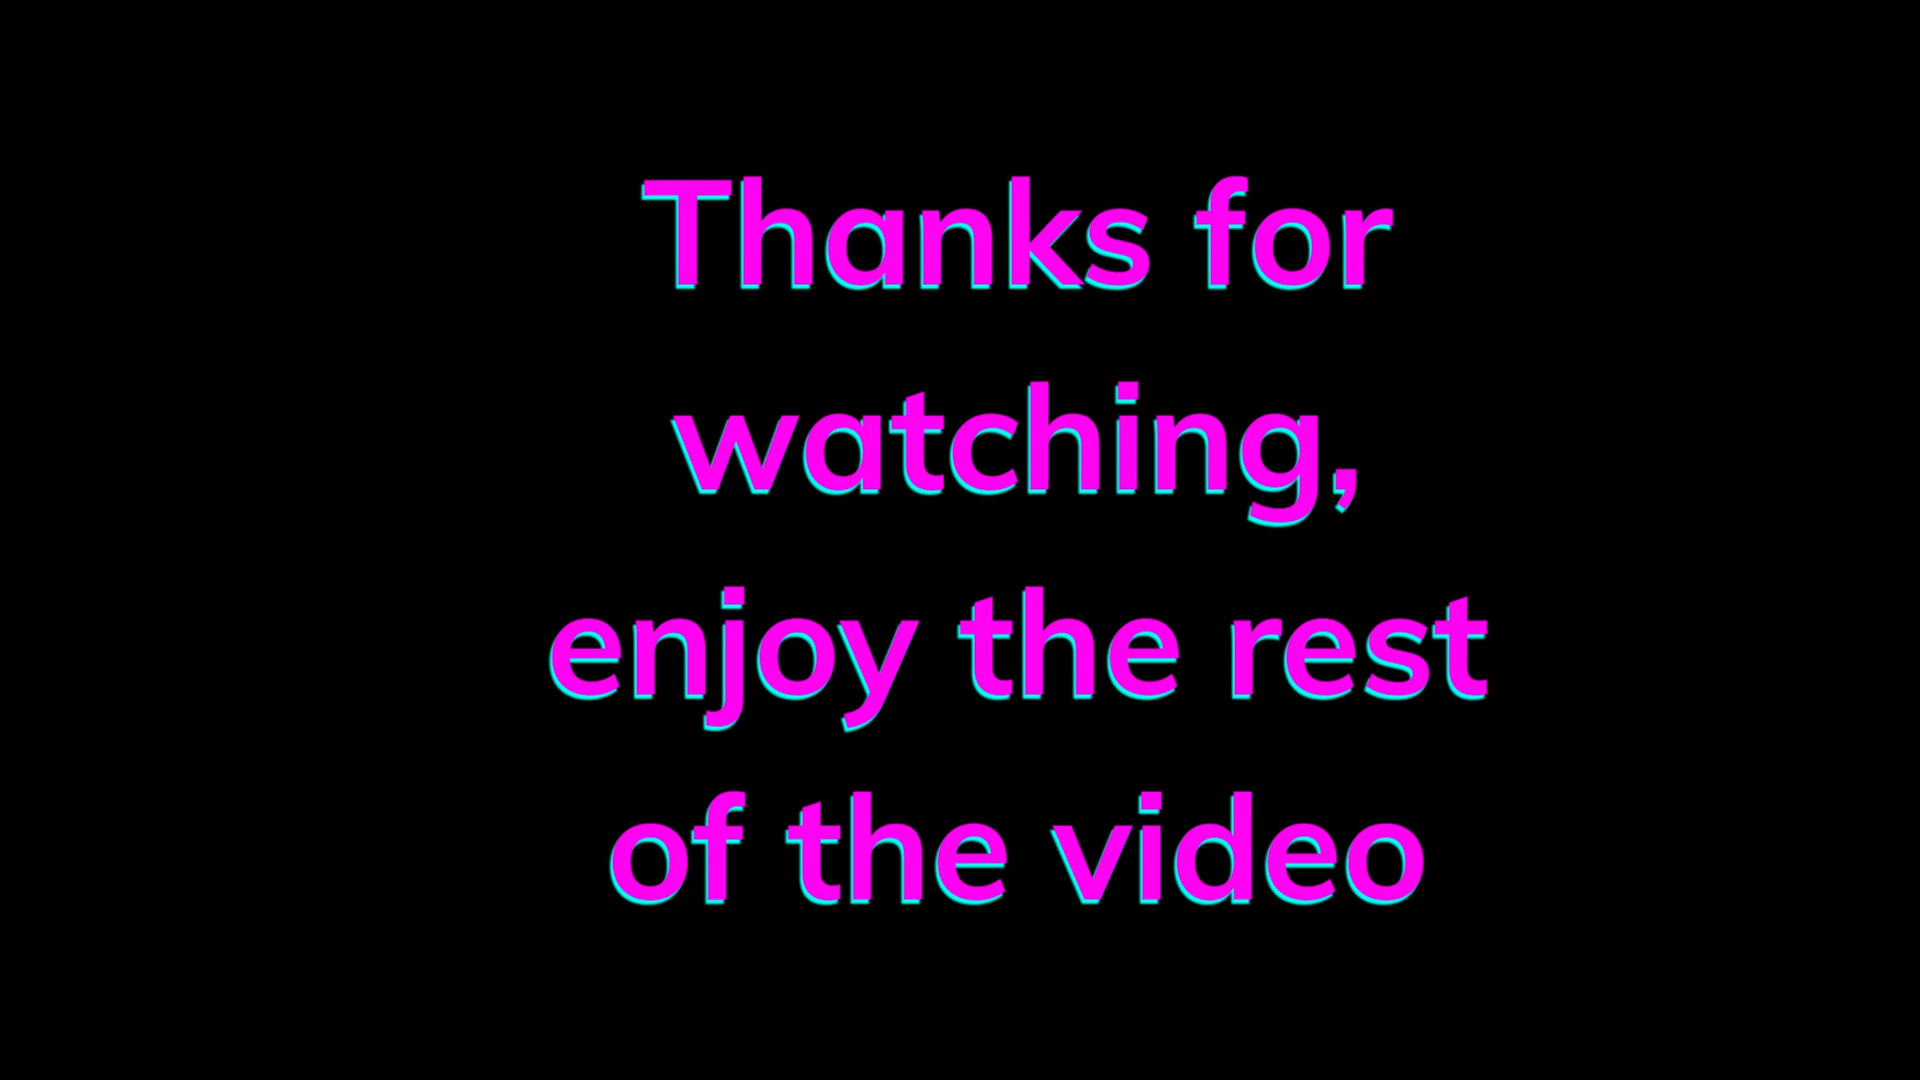 Thanks for
watching,
enjoy the rest
of the video